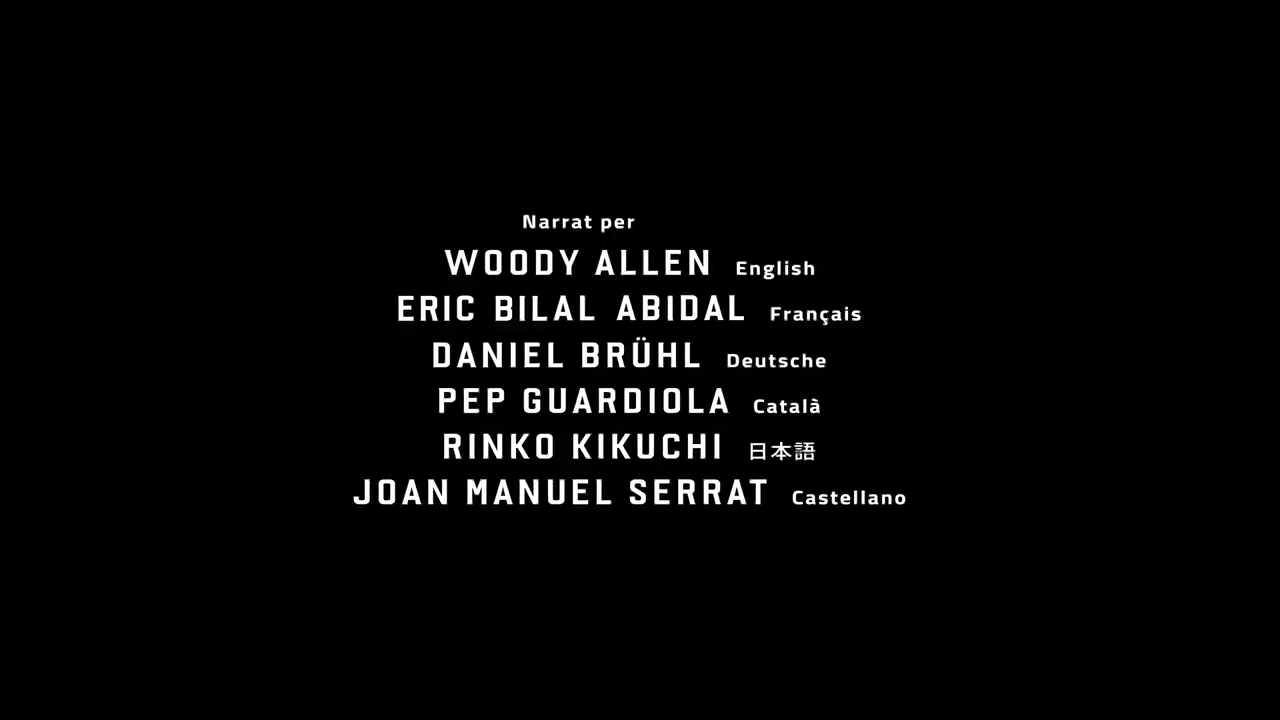 Narrat per
WOODY ALLEN English
ERIC BILAL ABIDAL Français
DANIEL BRÜHL Deutsche
PEP GUARDIOLA Català
RINKO KIKUCHI 日本語
JOAN MANUEL SERRAT Castellano